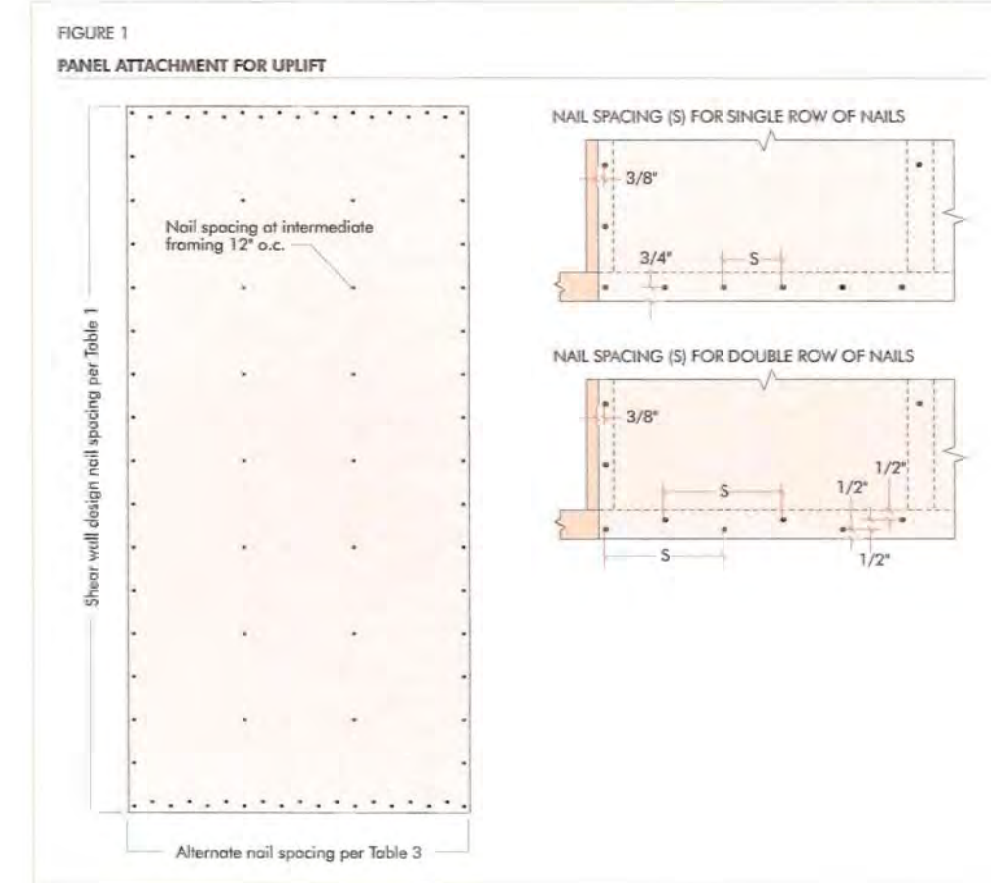 FIGURE 1
PANEL ATTACHMENT FOR UPLIFT
Shear wall design nail spacing per Table 1
Nail spacing at intermediate
framing 12" o.c.
Alternate nail spacing per Table 3
NAIL SPACING (S) FOR SINGLE ROW OF NAILS
3/8"
3/4"
S
NAIL SPACING (S) FOR DOUBLE ROW OF NAILS
3/8"
1/2"
S
1/2"
S
1/2"